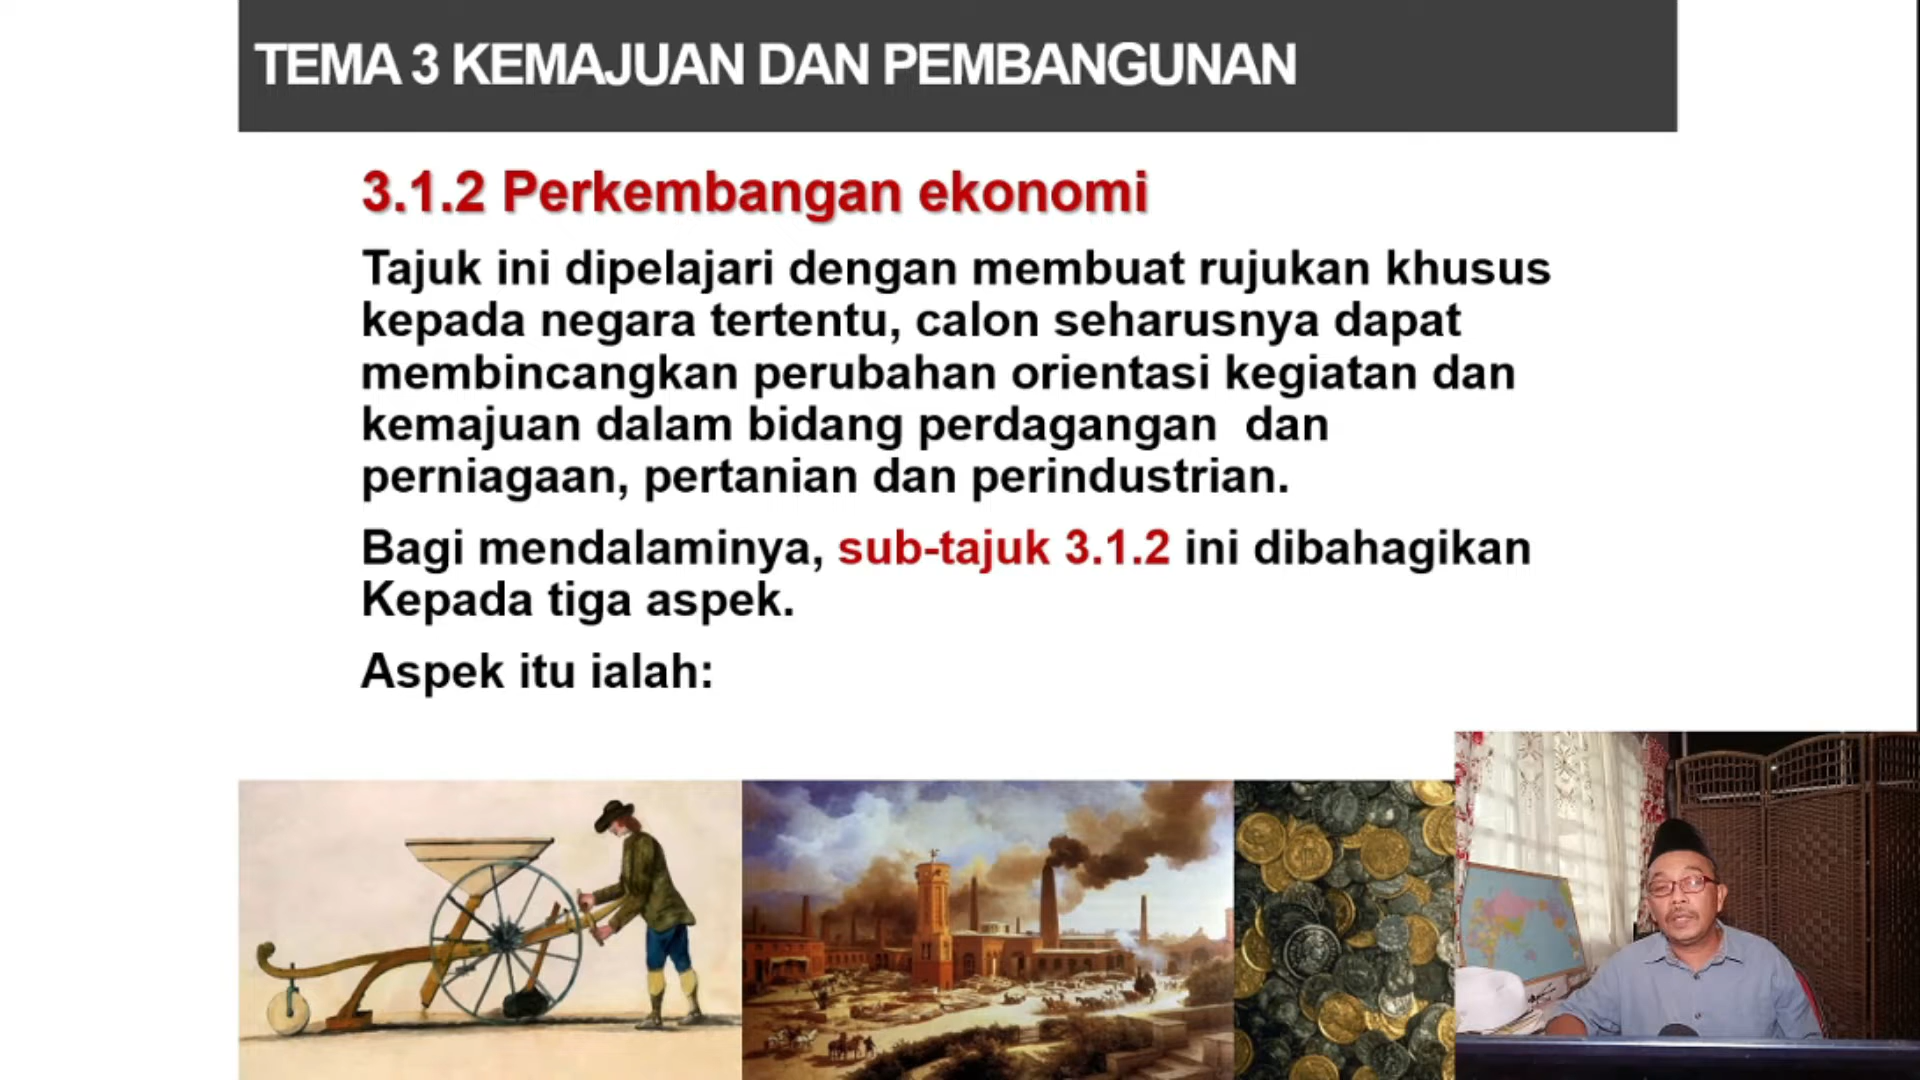 TEMA 3 KEMAJUAN DAN PEMBANGUNAN
3.1.2 Perkembangan ekonomi
Tajuk ini dipelajari dengan membuat rujukan khusus
kepada negara tertentu, calon seharusnya dapat
membincangkan perubahan orientasi kegiatan dan
kemajuan dalam bidang perdagangan dan
perniagaan, pertanian dan perindustrian.
Bagi mendalaminya, sub-tajuk 3.1.2 ini dibahagikan
Kepada tiga aspek.
Aspek itu ialah: